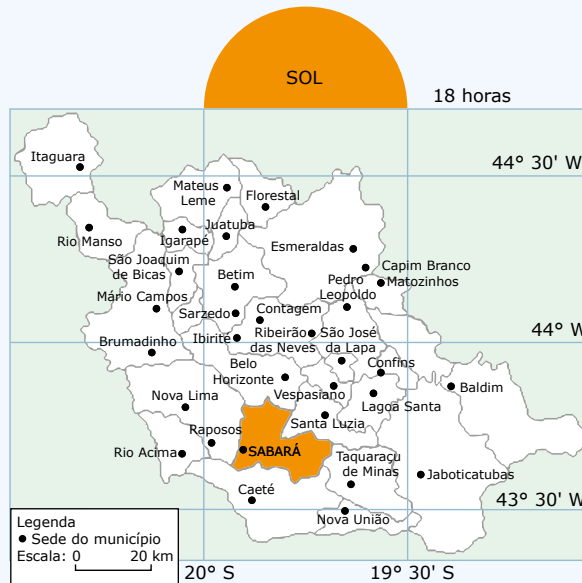 SOL
18 horas
Itaguara
44° 30' W
Mateus
Leme
Florestal
Juatuba
Rio Manso
Igarapé
Esmeraldas
São Joaquim
de Bicas
Capim Branco
Betim
Pedro
Leopoldo
Matozinhos
Mário Campos
Contagem
Sarzedo
Ribeirão
das Neves
São José
da Lapa
Ibirité
44° W
Brumadinho
Confins
Belo
Horizonte
Vespasiano
Baldim
Nova Lima
Lagoa Santa
Santa Luzia
Raposos
Rio Acima
SABARÁ
Taquaraçú
de Minas
Jaboticatubas
Caeté
43° 30' W
Nova União
Legenda
Sede do município
Escala: 0 20 km
20° S
19° 30' S